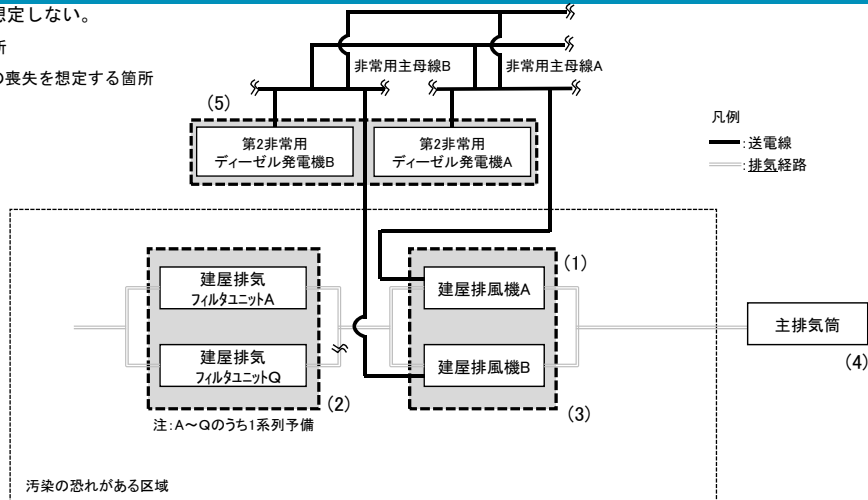 想定しない。
所
の喪失を想定する箇所
非常用主母線B
非常用主母線A
(5)
第2非常用
ディーゼル発電機B
第2非常用
ディーゼル発電機A
凡例
:送電線
:排気経路
(1)
建屋排気
フィルタユニットA
建屋排風機A
主排気筒
(4)
建屋排気
フィルタユニットQ
建屋排風機B
(2)
(3)
注:A～Qのうち1系列予備
汚染の恐れがある区域